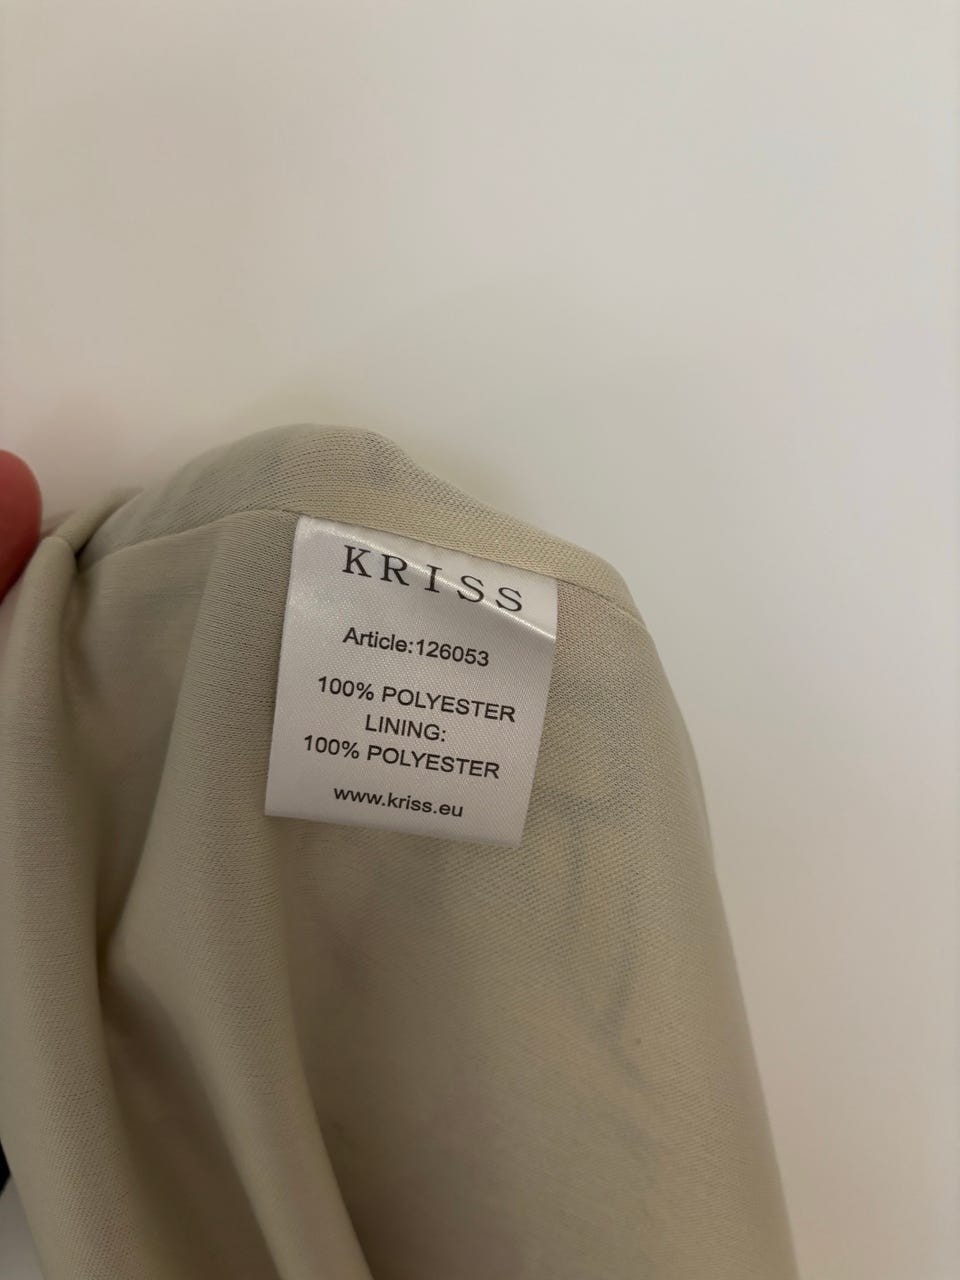 KRISS
Article:126053
100% POLYESTER
LINING:
100% POLYESTER
www.kriss.eu